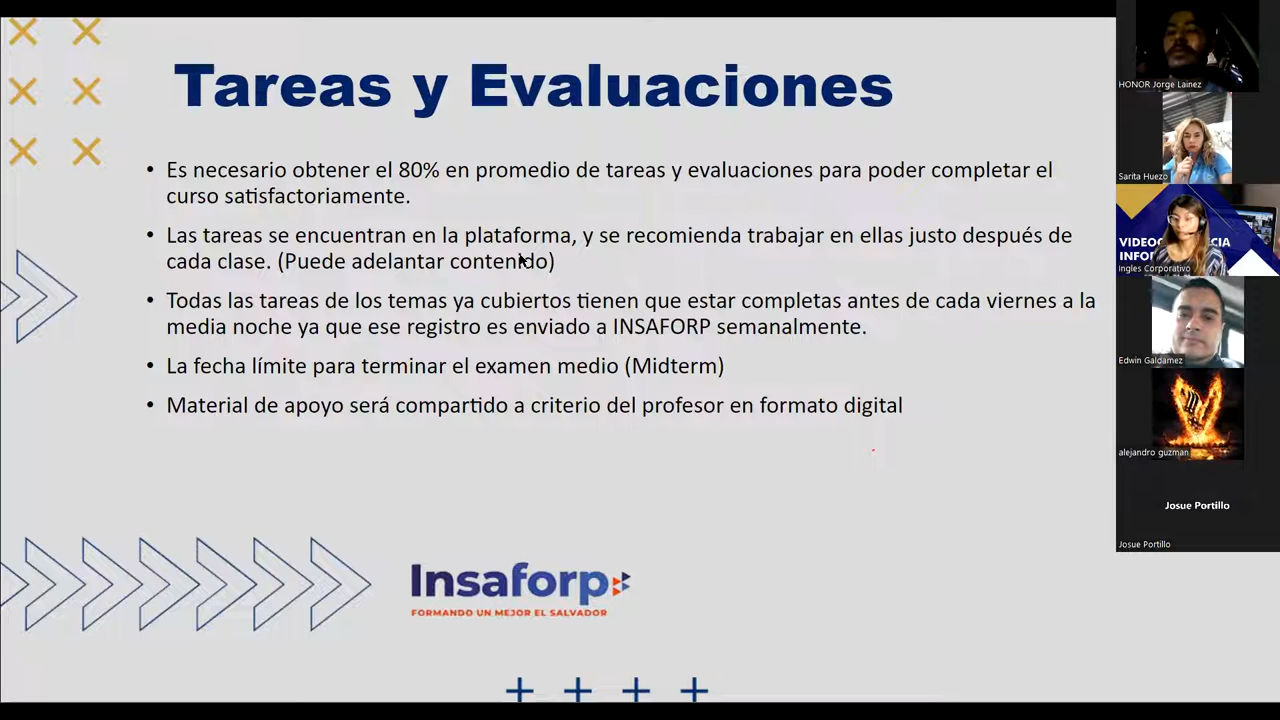 Tareas y Evaluaciones
• Es necesario obtener el 80% en promedio de tareas y evaluaciones para poder completar el
curso satisfactoriamente.
• Las tareas se encuentran en la plataforma, y se recomienda trabajar en ellas justo después de
cada clase. (Puede adelantar contenido)
• Todas las tareas de los temas ya cubiertos tienen que estar completas antes de cada viernes a la
media noche ya que ese registro es enviado a INSAFORP semanalmente.
• La fecha límite para terminar el examen medio (Midterm)
• Material de apoyo será compartido a criterio del profesor en formato digital
Insaforp
FORMANDO UN MEJOR EL SALVADOR
HONOR Jorge Lainez
Sarita Huezo
Ingles Corporativo
Edwin Galdamez
alejandro guzman
Josue Portillo
Josue Portillo